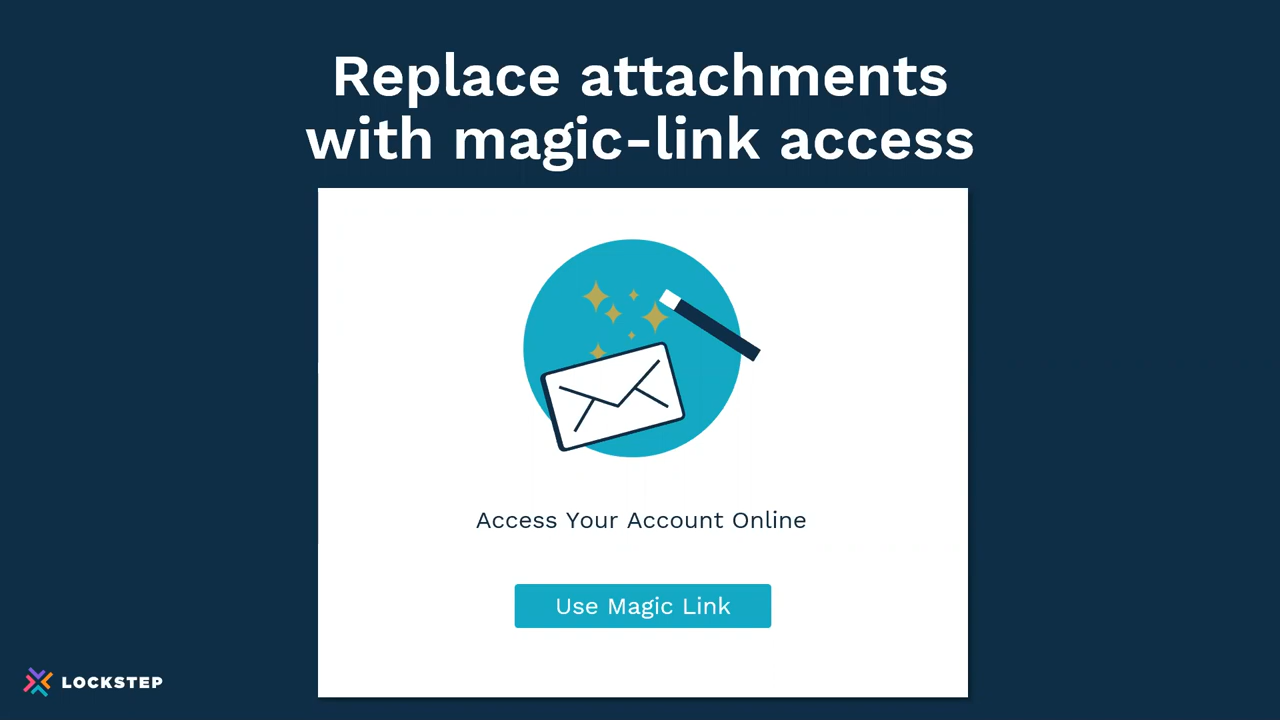 Replace attachments
with magic-link access
Access Your Account Online
Use Magic Link
LOCKSTEP